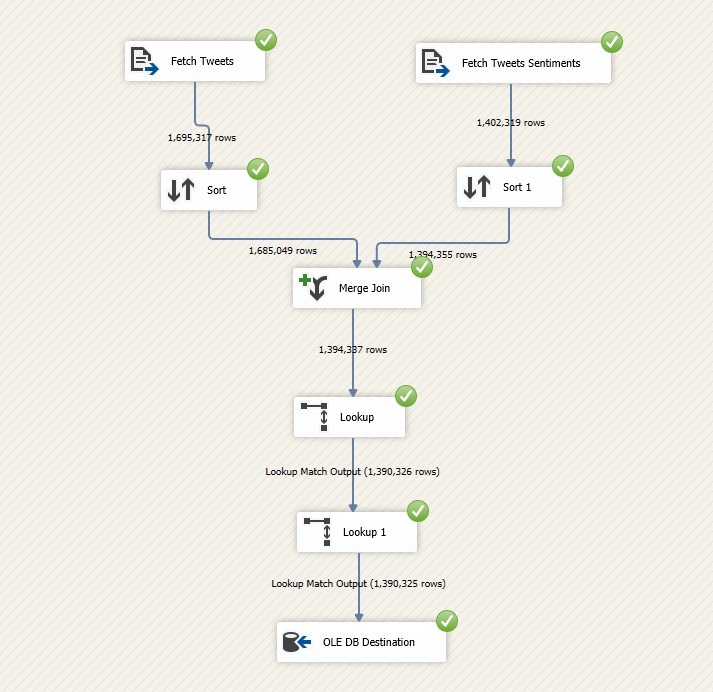 Fetch Tweets
Fetch Tweets Sentiments
1,695,317 rows
1,402,319 rows
Sort
Sort 1
1,685,049 rows
1,394,355 rows
Merge Join
1,394,337 rows
Lookup
Lookup Match Output (1,390,326 rows)
Lookup 1
Lookup Match Output (1,390,325 rows)
OLE DB Destination